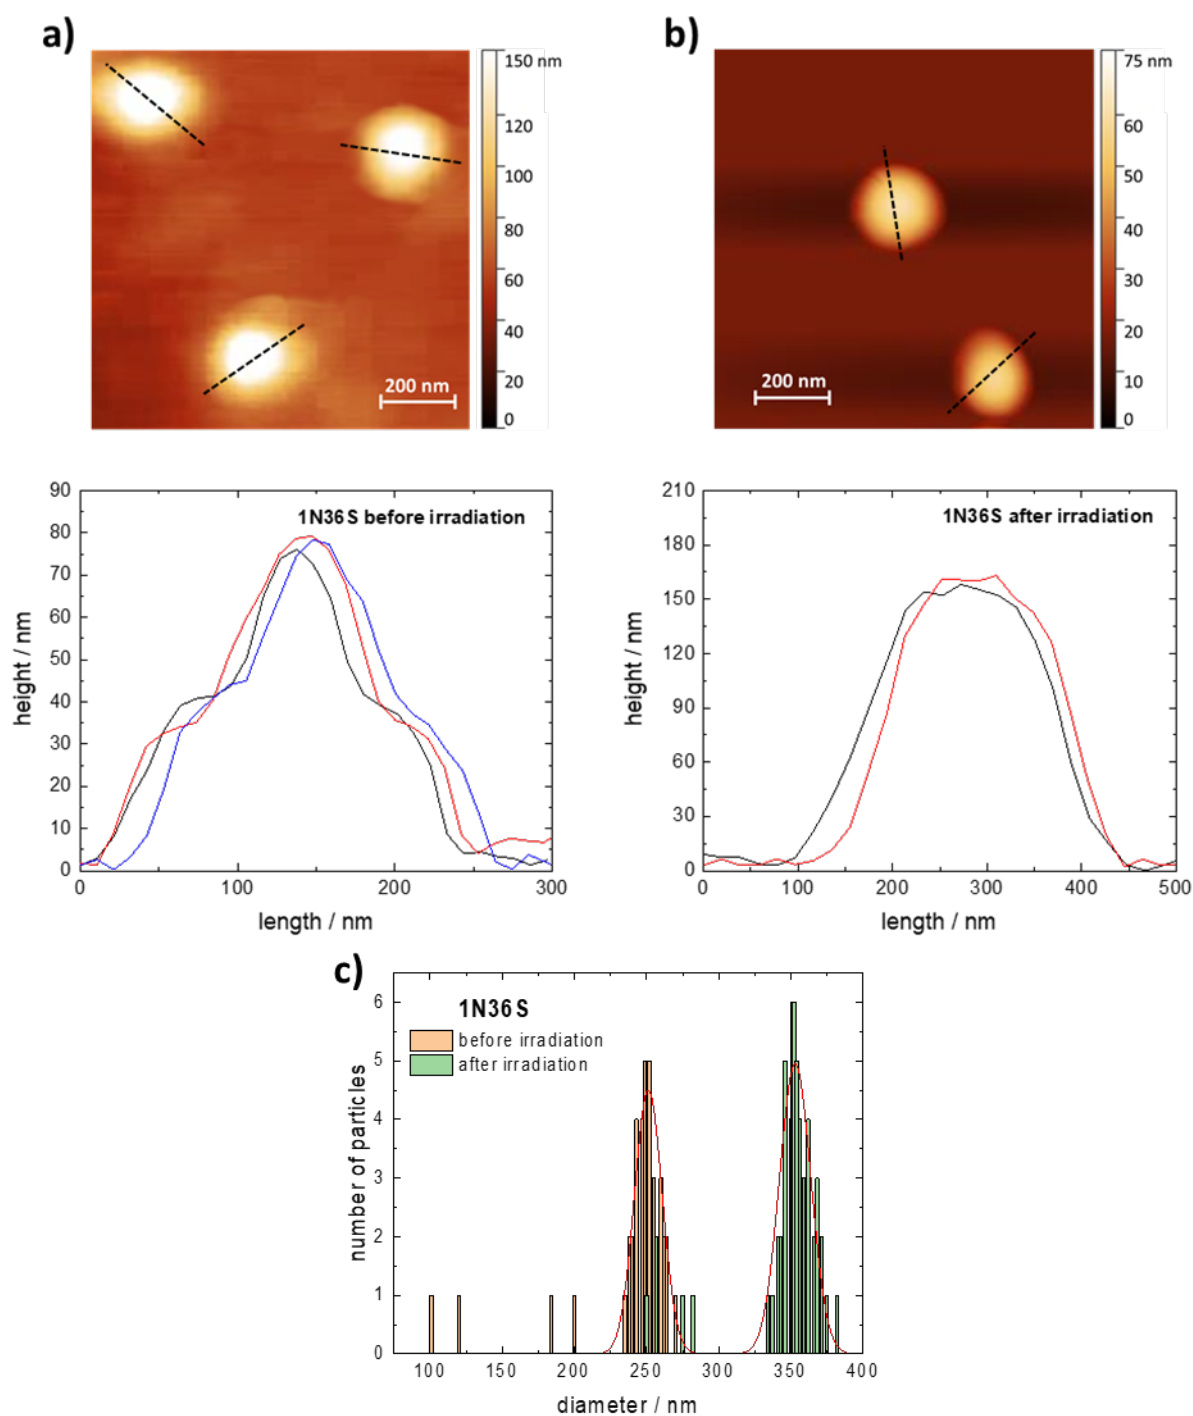 a)
150 nm
120
100
80
60
40
20
0
200 nm
b)
75 nm
60
50
40
30
20
10
0
200 nm
90
80
70
60
50
40
30
20
10
0
1N36S before irradiation
height / nm
0 100 200 300
length / nm
210
180
150
120
90
60
30
0
1N36S after irradiation
height / nm
0 100 200 300 400 500
length / nm
c)
6
5
4
3
2
1
0
1N36S
before irradiation
after irradiation
number of particles
100 150 200 250 300 350 400
diameter / nm